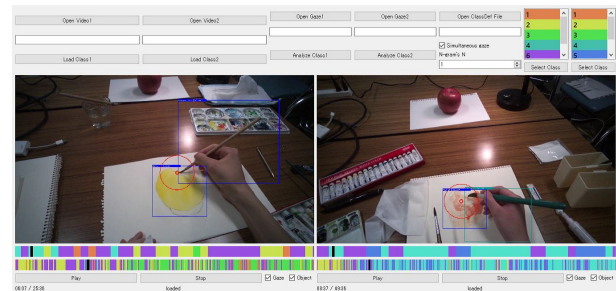 Open Video1
Open Video2
Open Gaze1
Open Gaze2
Open ClassDef File
Load Class1
Load Class2
Analyze Class1
Analyze Class2
Simultaneous gaze
N-gram's N
1
1
2
3
4
1
2
3
4
5
Select Class
Select Class
Play
Stop
Gaze
Object
Play
Stop
Gaze
Object
loaded
loaded